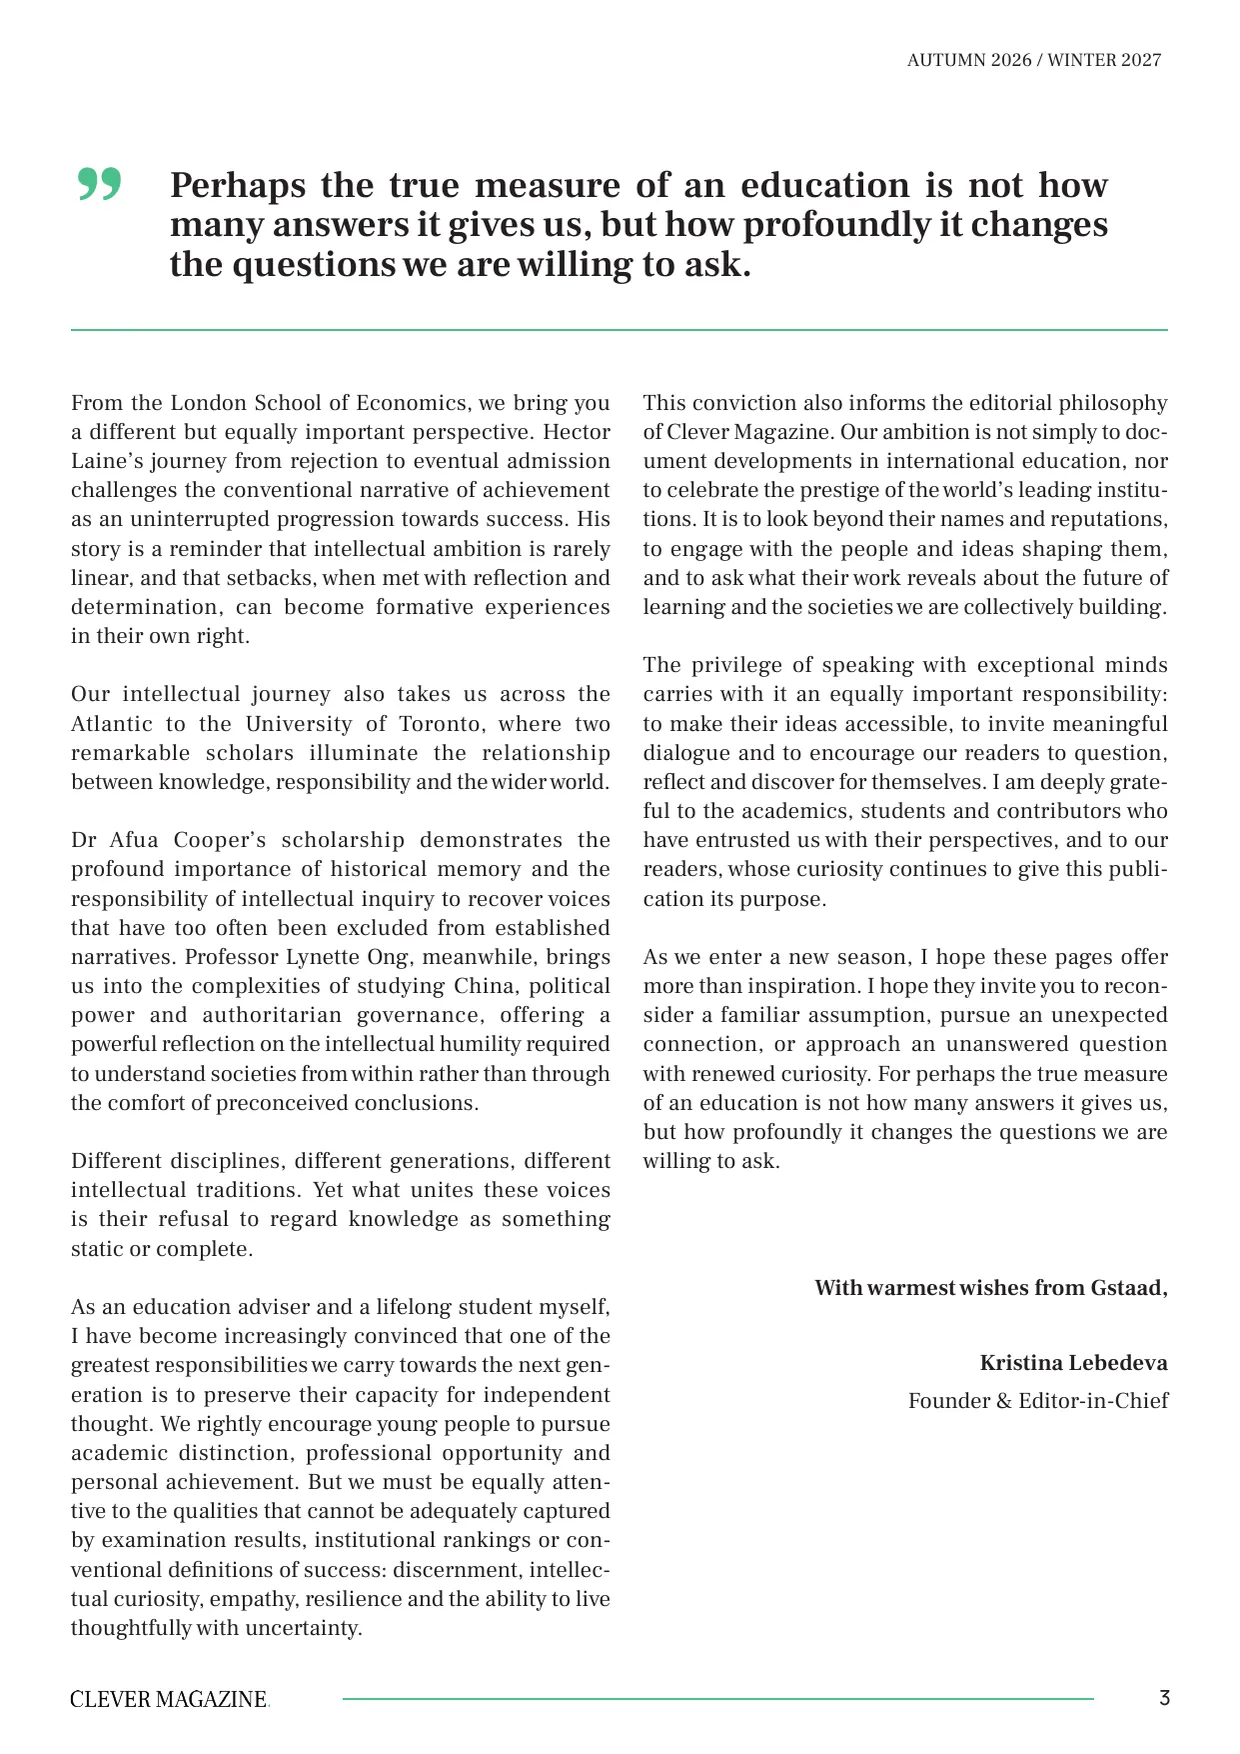 AUTUMN 2026 / WINTER 2027
”
Perhaps the true measure of an education is not how
many answers it gives us, but how profoundly it changes
the questions we are willing to ask.
From the London School of Economics, we bring you
a different but equally important perspective. Hector
Laine’s journey from rejection to eventual admission
challenges the conventional narrative of achievement
as an uninterrupted progression towards success. His
story is a reminder that intellectual ambition is rarely
linear, and that setbacks, when met with reflection and
determination, can become formative experiences
in their own right.
Our intellectual journey also takes us across the
Atlantic to the University of Toronto, where two
remarkable scholars illuminate the relationship
between knowledge, responsibility and the wider world.
Dr Afua Cooper’s scholarship demonstrates the
profound importance of historical memory and the
responsibility of intellectual inquiry to recover voices
that have too often been excluded from established
narratives. Professor Lynette Ong, meanwhile, brings
us into the complexities of studying China, political
power and authoritarian governance, offering a
powerful reflection on the intellectual humility required
to understand societies from within rather than through
the comfort of preconceived conclusions.
Different disciplines, different generations, different
intellectual traditions. Yet what unites these voices
is their refusal to regard knowledge as something
static or complete.
As an education adviser and a lifelong student myself,
I have become increasingly convinced that one of the
greatest responsibilities we carry towards the next gen-
eration is to preserve their capacity for independent
thought. We rightly encourage young people to pursue
academic distinction, professional opportunity and
personal achievement. But we must be equally atten-
tive to the qualities that cannot be adequately captured
by examination results, institutional rankings or con-
ventional definitions of success: discernment, intellec-
tual curiosity, empathy, resilience and the ability to live
thoughtfully with uncertainty.
This conviction also informs the editorial philosophy
of Clever Magazine. Our ambition is not simply to doc-
ument developments in international education, nor
to celebrate the prestige of the world’s leading institu-
tions. It is to look beyond their names and reputations,
to engage with the people and ideas shaping them,
and to ask what their work reveals about the future of
learning and the societies we are collectively building.
The privilege of speaking with exceptional minds
carries with it an equally important responsibility:
to make their ideas accessible, to invite meaningful
dialogue and to encourage our readers to question,
reflect and discover for themselves. I am deeply grate-
ful to the academics, students and contributors who
have entrusted us with their perspectives, and to our
readers, whose curiosity continues to give this publi-
cation its purpose.
As we enter a new season, I hope these pages offer
more than inspiration. I hope they invite you to recon-
sider a familiar assumption, pursue an unexpected
connection, or approach an unanswered question
with renewed curiosity. For perhaps the true measure
of an education is not how many answers it gives us,
but how profoundly it changes the questions we are
willing to ask.
With warmest wishes from Gstaad,
Kristina Lebedeva
Founder & Editor-in-Chief
CLEVER MAGAZINE.
3